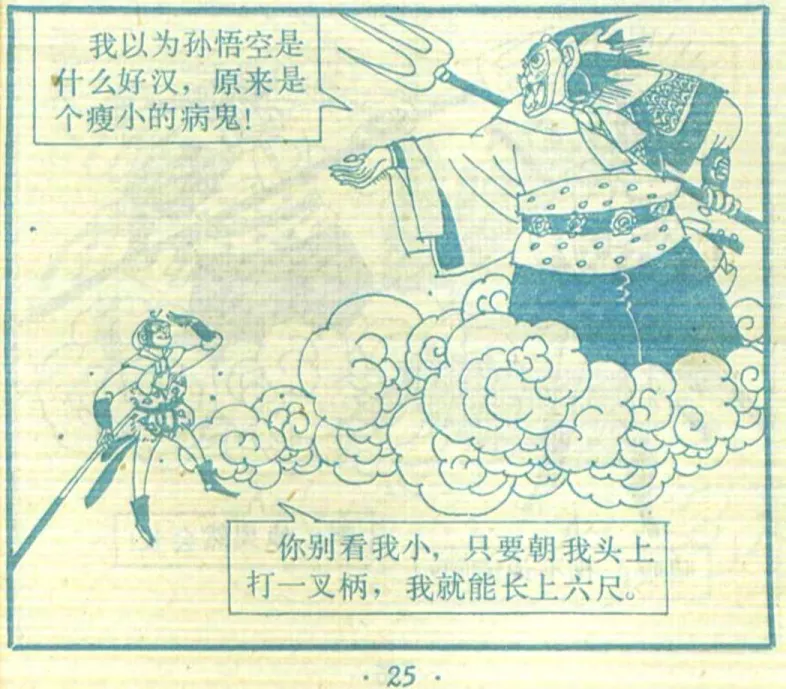 我以为孙悟空是
什么好汉，原来是
个瘦小的病鬼！
你别看我小，只要朝我头上
打一叉柄，我就能长上六尺。
· 25 ·